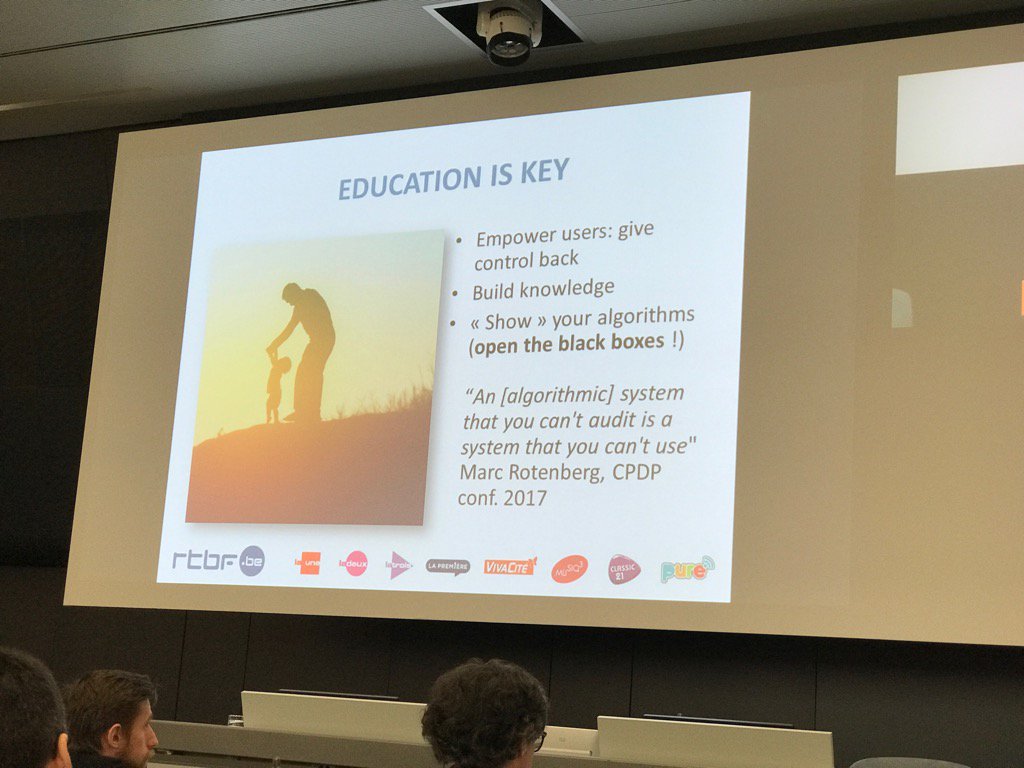 EDUCATION IS KEY
• Empower users: give
control back
• Build knowledge
• « Show » your algorithms
(open the black boxes !)
“An [algorithmic] system
that you can't audit is a
system that you can't use"
Marc Rotenberg, CPDP
conf. 2017
rtbf.be
la une
la deux
la trois
LA PREMIÈRE
VIVACITÉ
MUSIQ3
CLASSIC 21
pure